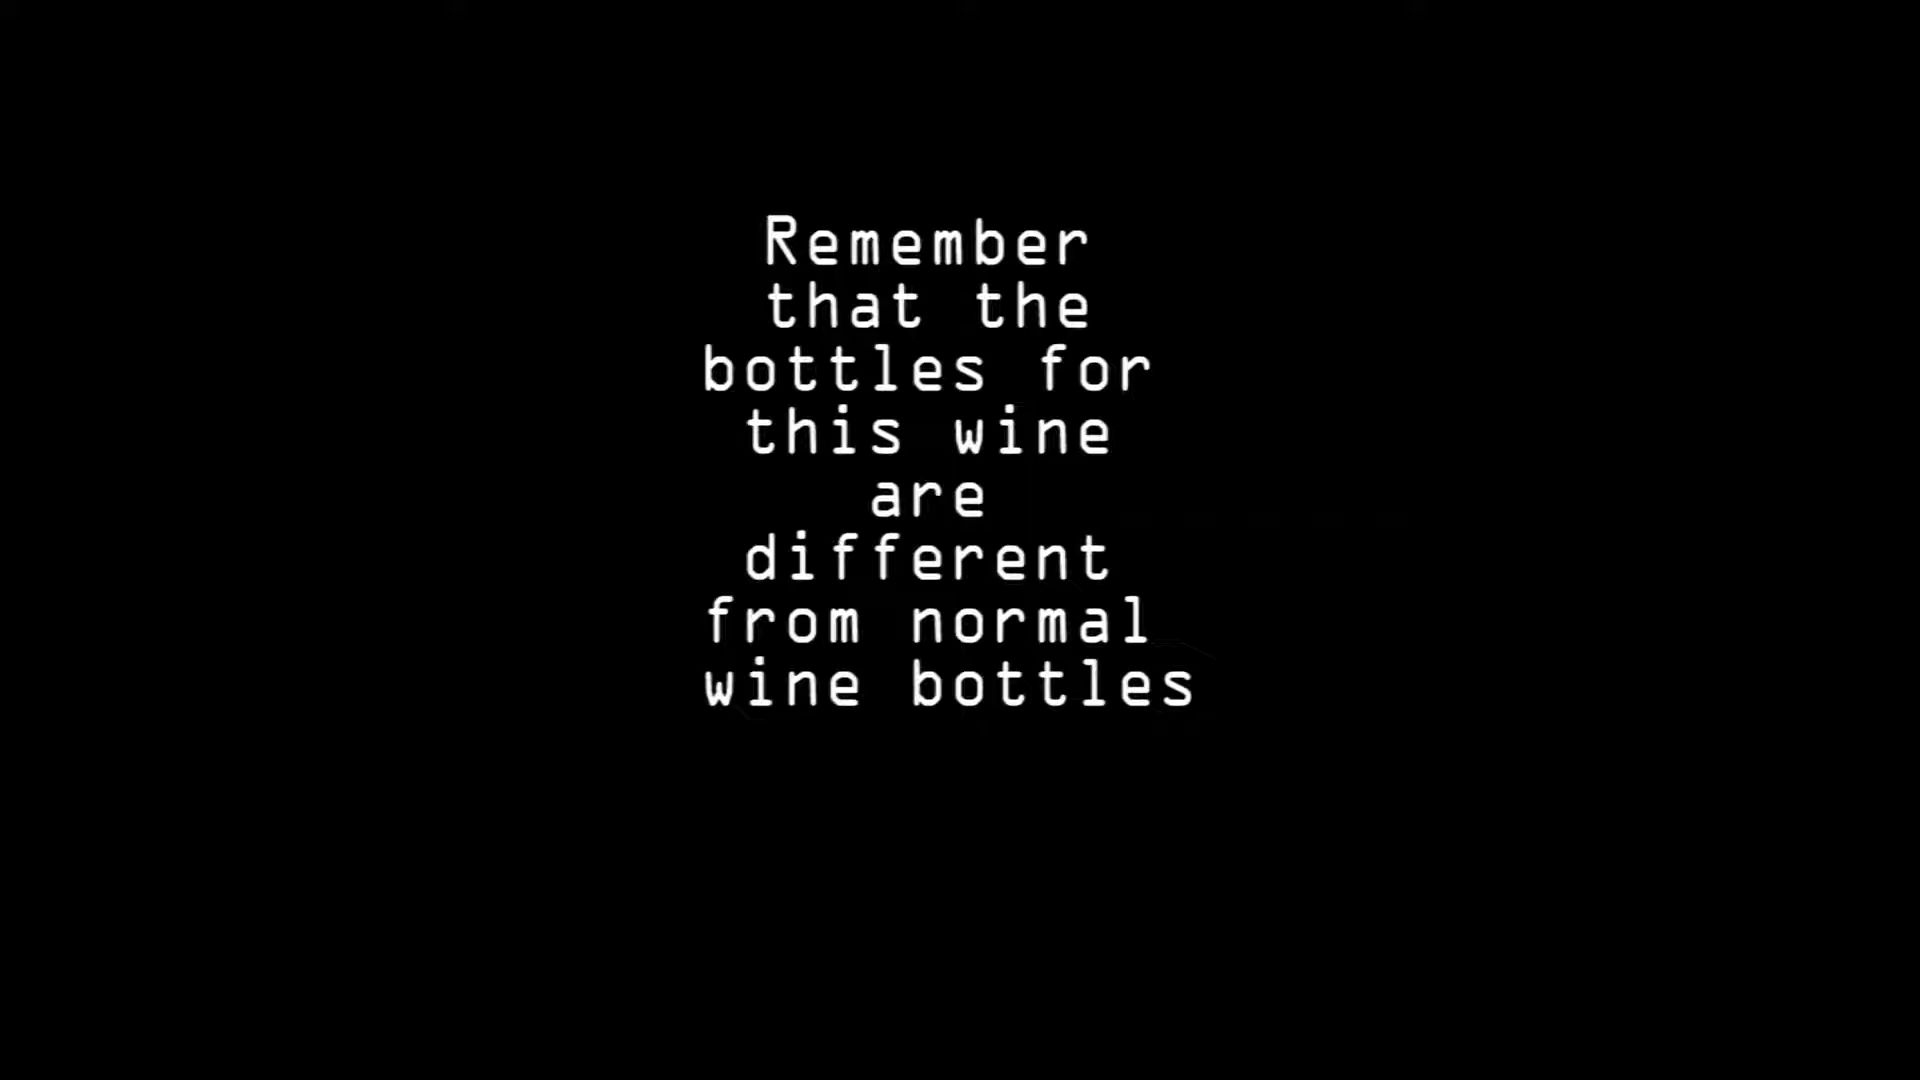 Remember
that the
bottles for
this wine
are
different
from normal
wine bottles